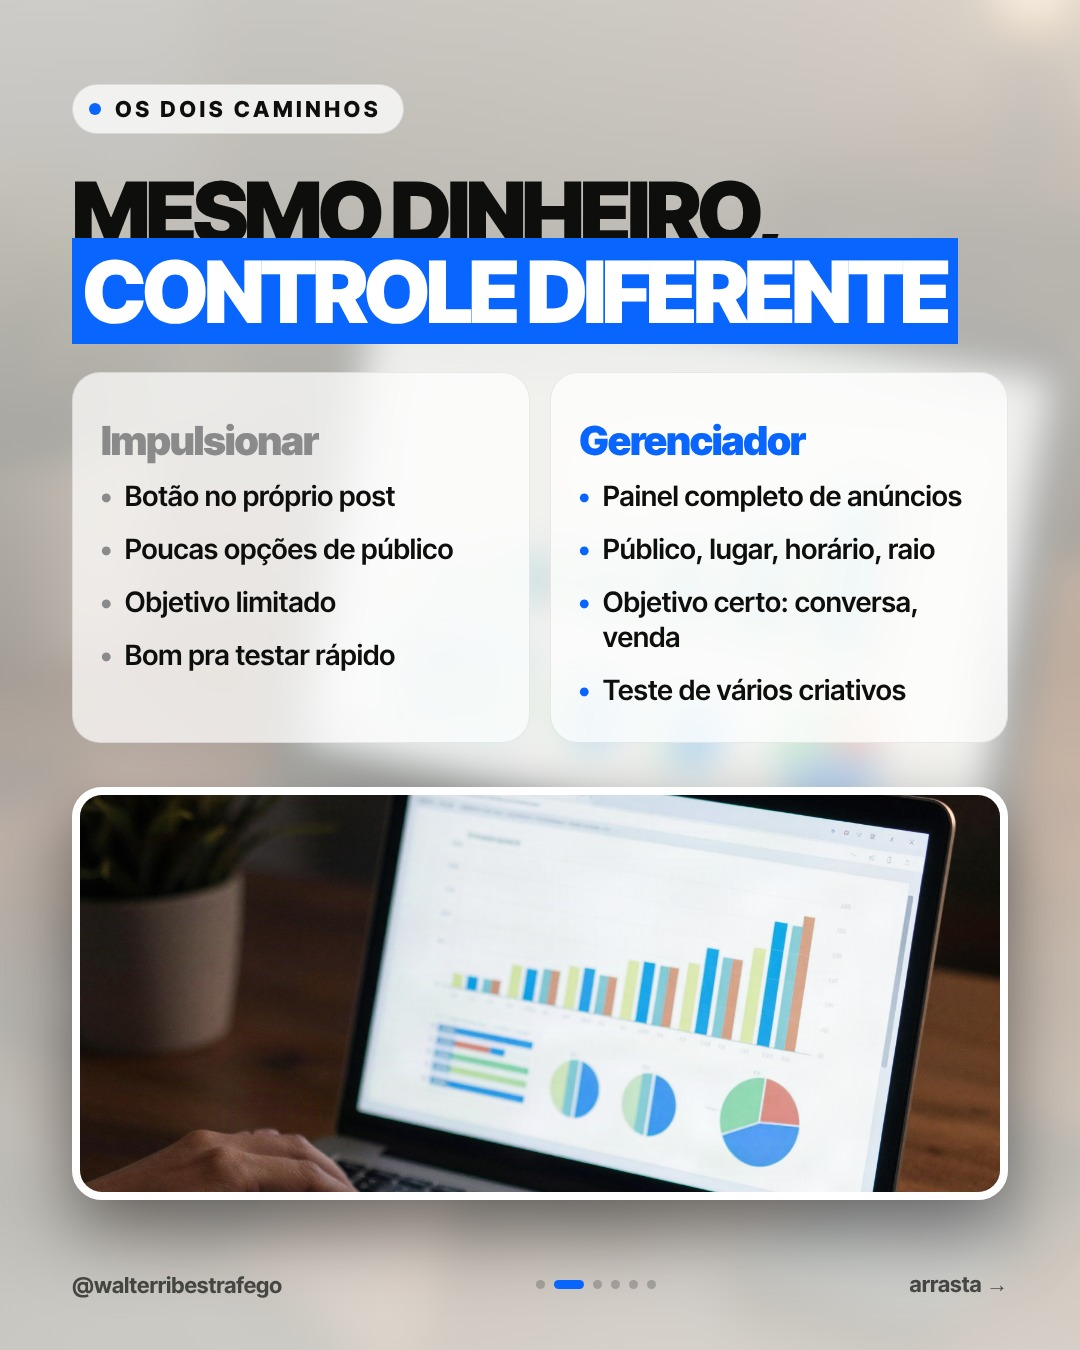 OS DOIS CAMINHOS
MESMO DINHEIRO,
CONTROLE DIFERENTE
Impulsionar
• Botão no próprio post
• Poucas opções de público
• Objetivo limitado
• Bom pra testar rápido
Gerenciador
• Painel completo de anúncios
• Público, lugar, horário, raio
• Objetivo certo: conversa,
venda
• Teste de vários criativos
@walterribestrafego
arrasta →